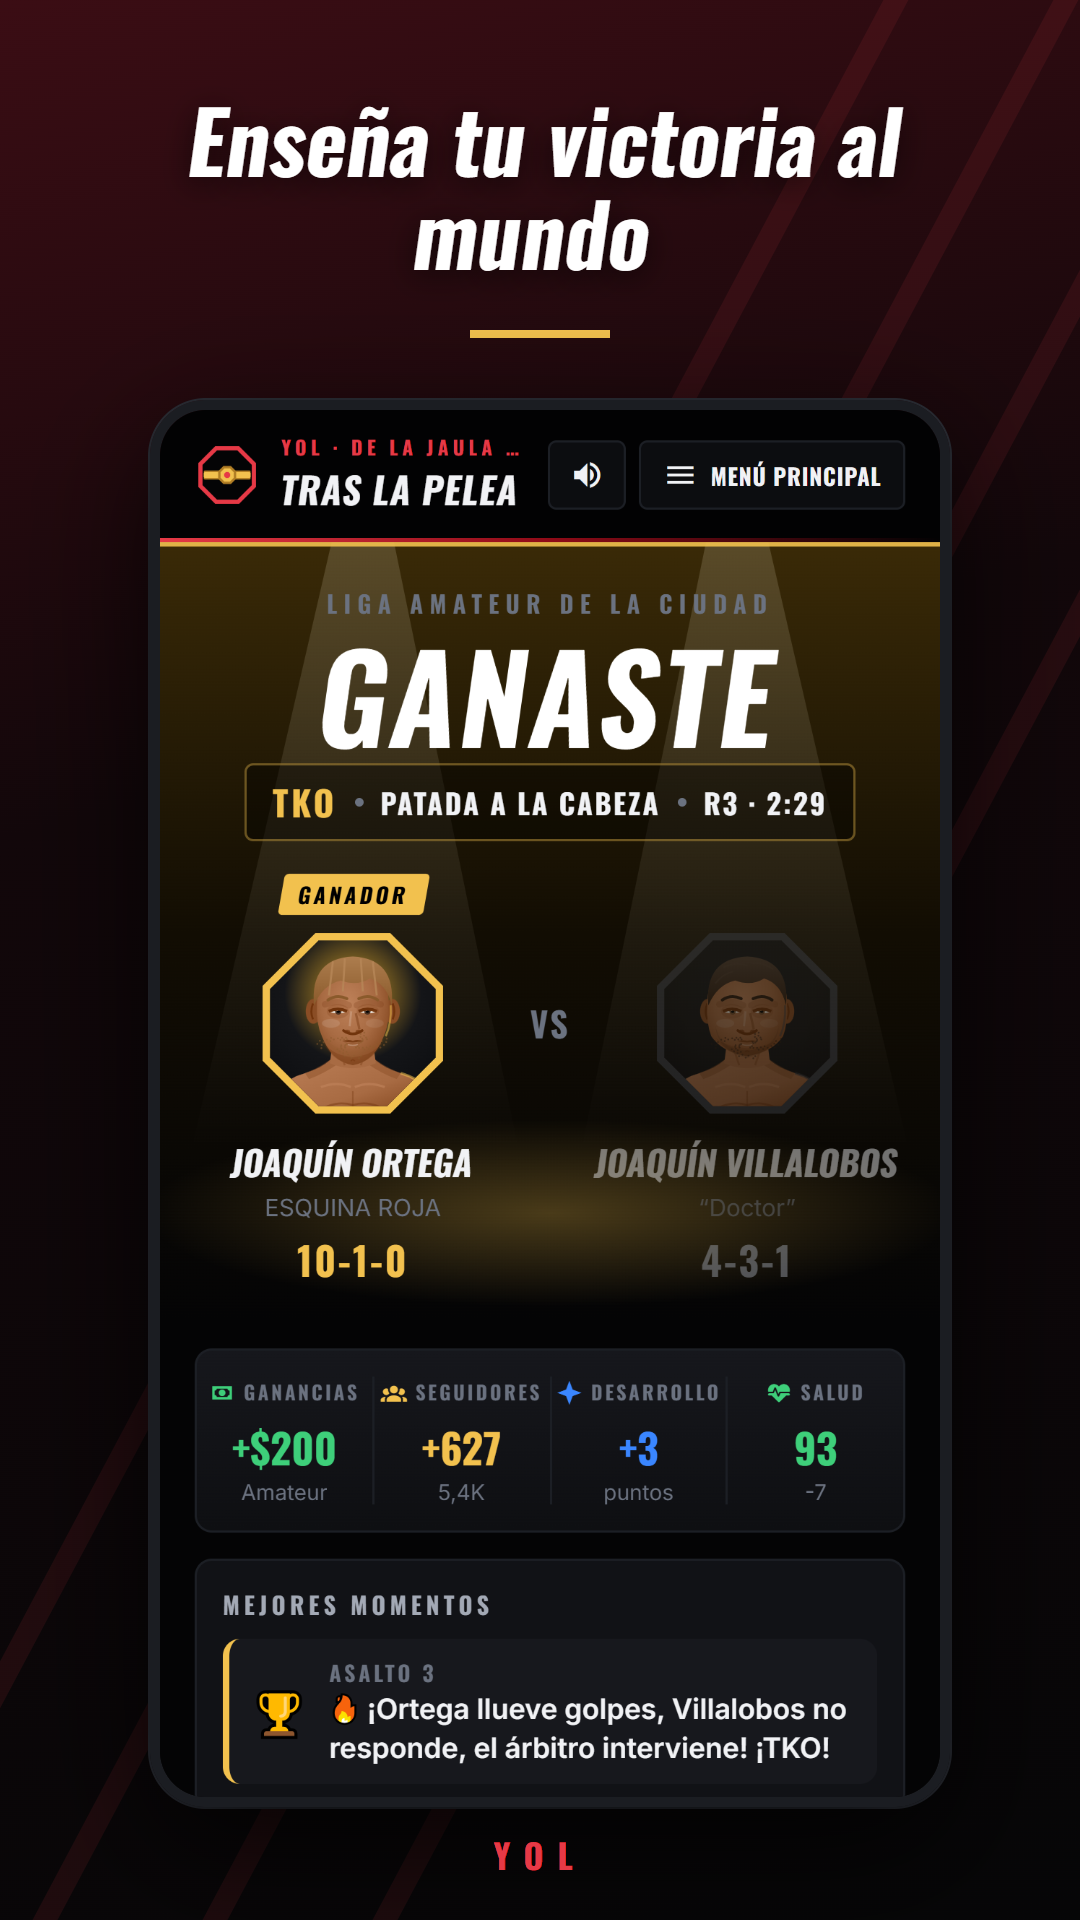 Enseña tu victoria al
mundo
YOL · DE LA JAULA ...
TRAS LA PELEA
MENÚ PRINCIPAL
LIGA AMATEUR DE LA CIUDAD
GANASTE
TKO • PATADA A LA CABEZA • R3 · 2:29
GANADOR
VS
JOAQUÍN ORTEGA
ESQUINA ROJA
10-1-0
JOAQUÍN VILLALOBOS
“Doctor”
4-3-1
GANANCIAS
+$200
Amateur
SEGUIDORES
+627
5,4K
DESARROLLO
+3
puntos
SALUD
93
-7
MEJORES MOMENTOS
ASALTO 3
🔥 ¡Ortega llueve golpes, Villalobos no
responde, el árbitro interviene! ¡TKO!
YOL